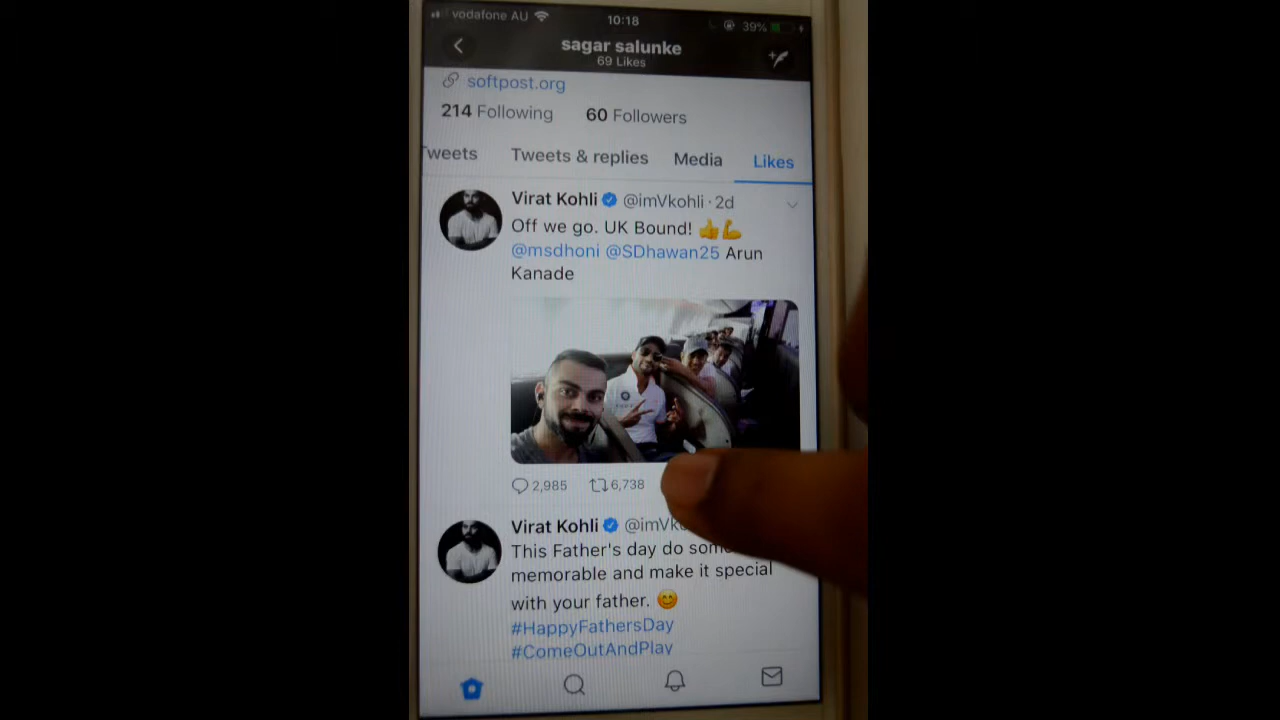 vodafone AU 10:18 39%
sagar salunke
69 Likes
softpost.org
214 Following 60 Followers
Tweets Tweets & replies Media Likes
Virat Kohli @imVkohli · 2d
Off we go. UK Bound! 👍💪
@msdhoni @SDhawan25 Arun
Kanade
2,985 6,738
Virat Kohli
This Father's day do
memorable and make it special
with your father. 😊
#HappyFathersDay
#ComeOutAndPlay